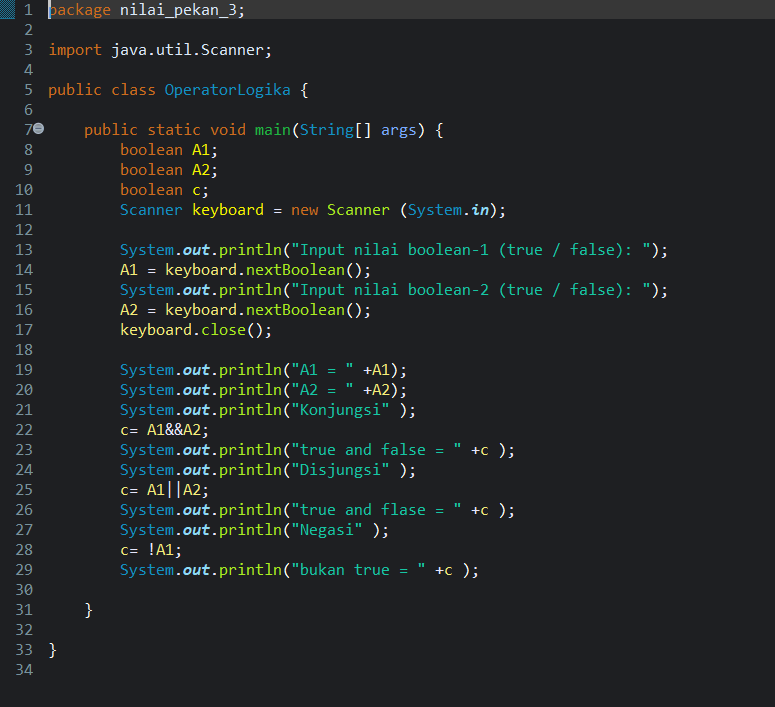 1 package nilai_pekan_3;
2
3 import java.util.Scanner;
4
5 public class OperatorLogika {
6
7 public static void main(String[] args) {
8 boolean A1;
9 boolean A2;
10 boolean c;
11 Scanner keyboard = new Scanner (System.in);
12
13 System.out.println("Input nilai boolean-1 (true / false): ");
14 A1 = keyboard.nextBoolean();
15 System.out.println("Input nilai boolean-2 (true / false): ");
16 A2 = keyboard.nextBoolean();
17 keyboard.close();
18
19 System.out.println("A1 = " +A1);
20 System.out.println("A2 = " +A2);
21 System.out.println("Konjungsi" );
22 c= A1&&A2;
23 System.out.println("true and false = " +c );
24 System.out.println("Disjungsi" );
25 c= A1||A2;
26 System.out.println("true and flase = " +c );
27 System.out.println("Negasi" );
28 c= !A1;
29 System.out.println("bukan true = " +c );
30
31 }
32
33 }
34